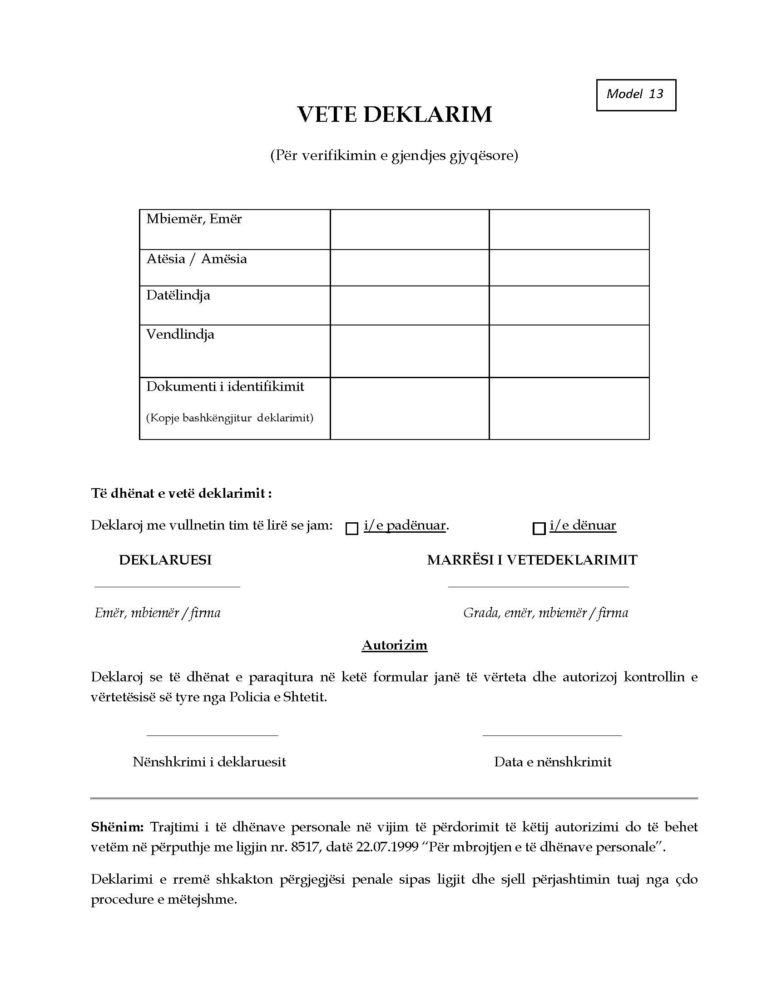 Model 13
VETE DEKLARIM
(Për verifikimin e gjendjes gjyqësore)
Mbiemër, Emër
Atësia / Amësia
Datëlindja
Vendlindja
Dokumenti i identifikimit
(Kopje bashkëngjitur deklarimit)
Të dhënat e vetë deklarimit :
Deklaroj me vullnetin tim të lirë se jam: i/e padënuar. i/e dënuar
DEKLARUESI MARRËSI I VETEDEKLARIMIT
Emër, mbiemër / firma Grada, emër, mbiemër / firma
Autorizim
Deklaroj se të dhënat e paraqitura në ketë formular janë të vërteta dhe autorizoj kontrollin e
vërtetësisë së tyre nga Policia e Shtetit.
Nënshkrimi i deklaruesit Data e nënshkrimit
Shënim: Trajtimi i të dhënave personale në vijim të përdorimit të këtij autorizimi do të behet
vetëm në përputhje me ligjin nr. 8517, datë 22.07.1999 “Për mbrojtjen e të dhënave personale”.
Deklarimi e rremë shkakton përgjegjësi penale sipas ligjit dhe sjell përjashtimin tuaj nga çdo
procedure e mëtejshme.